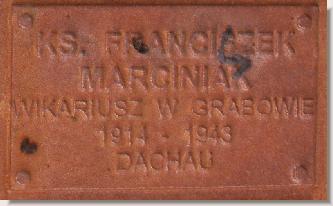 KS. FRANCISZEK
MARCINIAK
WIKARIUSZ W GRABOWIE
1914 - 1943
DACHAU